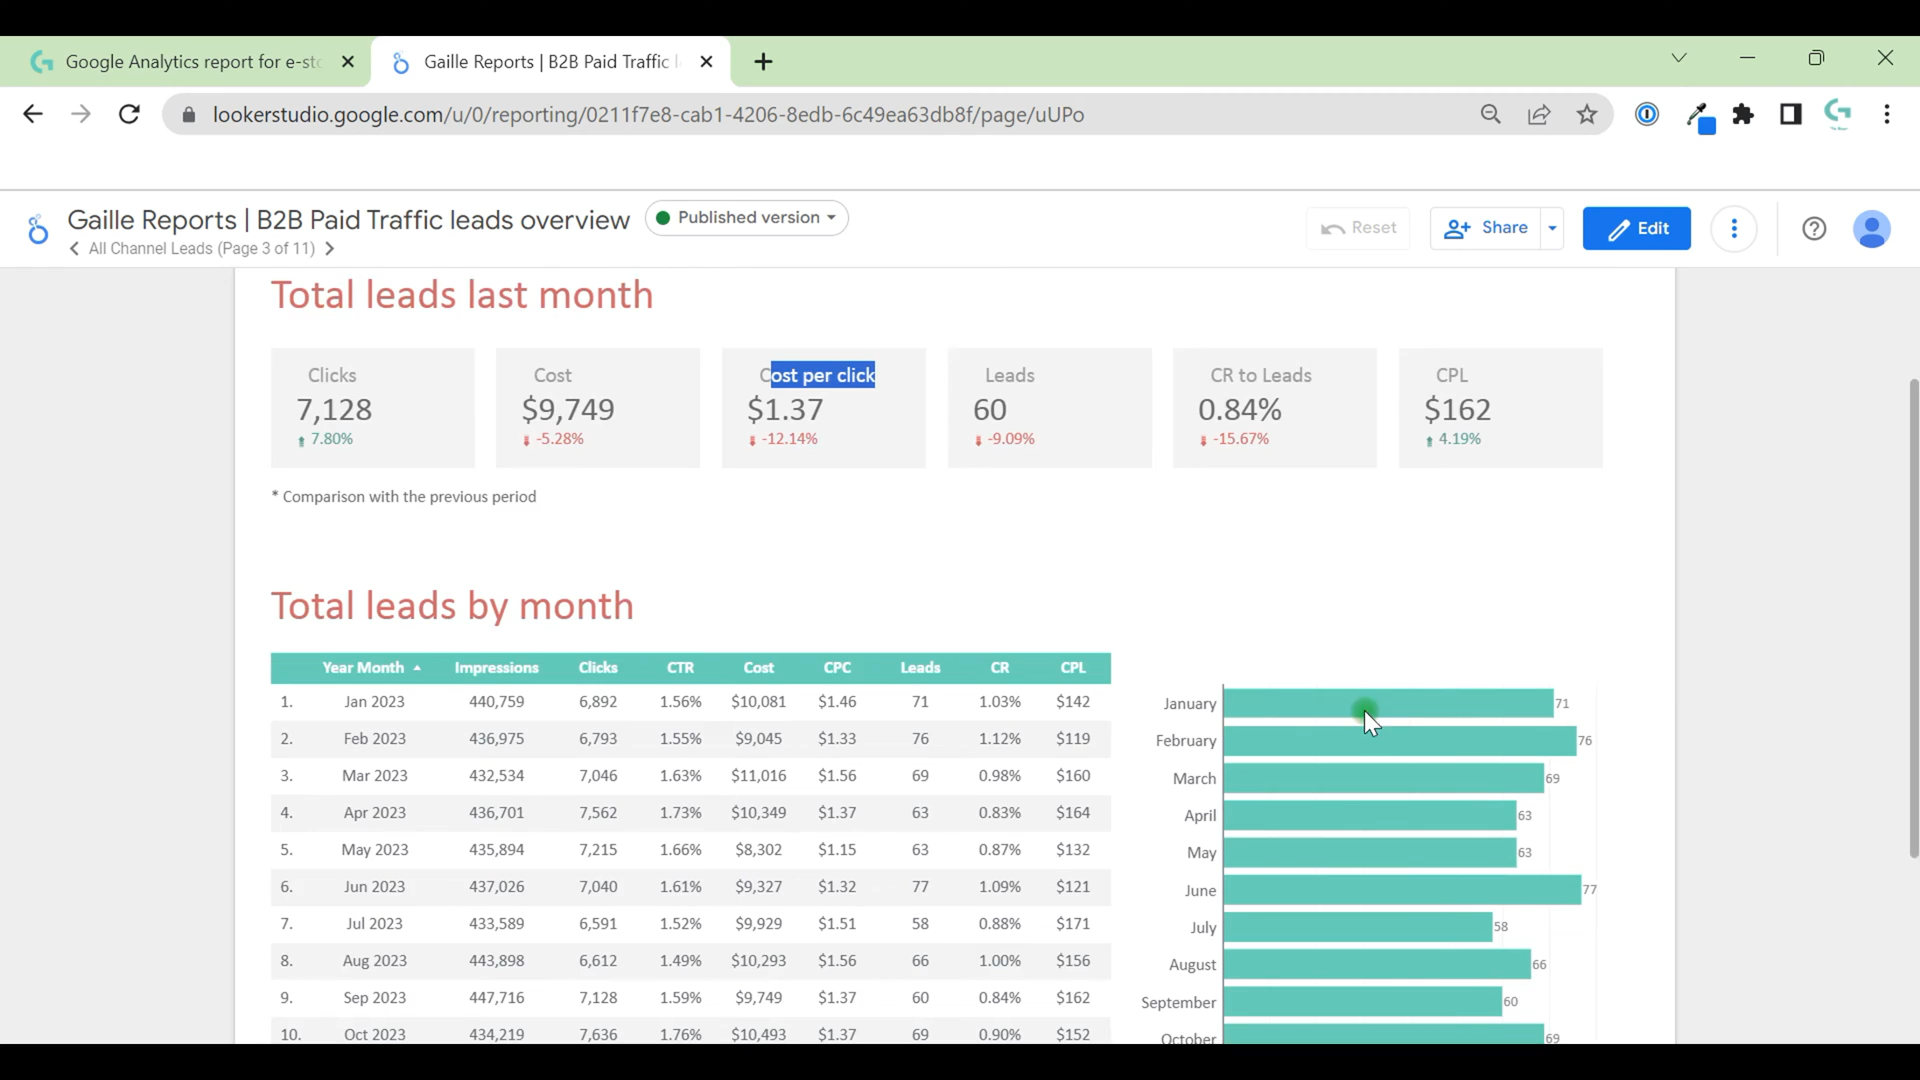 Google Analytics report for e-sto
Gaille Reports | B2B Paid Traffic l
lookerstudio.google.com/u/0/reporting/0211f7e8-cab1-4206-8edb-6c49ea63db8f/page/uUPo
Gaille Reports | B2B Paid Traffic leads overview
Published version
All Channel Leads (Page 3 of 11)
Reset
Share
Edit
Total leads last month
Clicks
7,128
7.80%
Cost
$9,749
-5.28%
Cost per click
$1.37
-12.14%
Leads
60
-9.09%
CR to Leads
0.84%
-15.67%
CPL
$162
4.19%
* Comparison with the previous period
Total leads by month
Year Month Impressions Clicks CTR Cost CPC Leads CR CPL
1. Jan 2023 440,759 6,892 1.56% $10,081 $1.46 71 1.03% $142
2. Feb 2023 436,975 6,793 1.55% $9,045 $1.33 76 1.12% $119
3. Mar 2023 432,534 7,046 1.63% $11,016 $1.56 69 0.98% $160
4. Apr 2023 436,701 7,562 1.73% $10,349 $1.37 63 0.83% $164
5. May 2023 435,894 7,215 1.66% $8,302 $1.15 63 0.87% $132
6. Jun 2023 437,026 7,040 1.61% $9,327 $1.32 77 1.09% $121
7. Jul 2023 433,589 6,591 1.52% $9,929 $1.51 58 0.88% $171
8. Aug 2023 443,898 6,612 1.49% $10,293 $1.56 66 1.00% $156
9. Sep 2023 447,716 7,128 1.59% $9,749 $1.37 60 0.84% $162
10. Oct 2023 434,219 7,636 1.76% $10,493 $1.37 69 0.90% $152
January 71
February 76
March 69
April 63
May 63
June 77
July 58
August 66
September 60
October 69